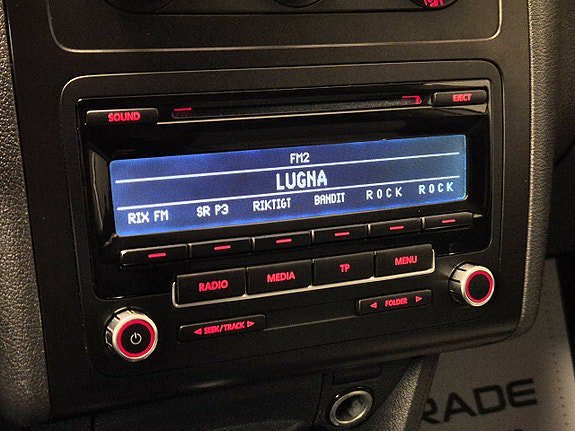 SOUND
EJECT
FM2
LUGNA
RIX FM SR P3 RIKTIGT BANDIT ROCK ROCK
RADIO MEDIA TP MENU
SEEK/TRACK
FOLDER
RADE